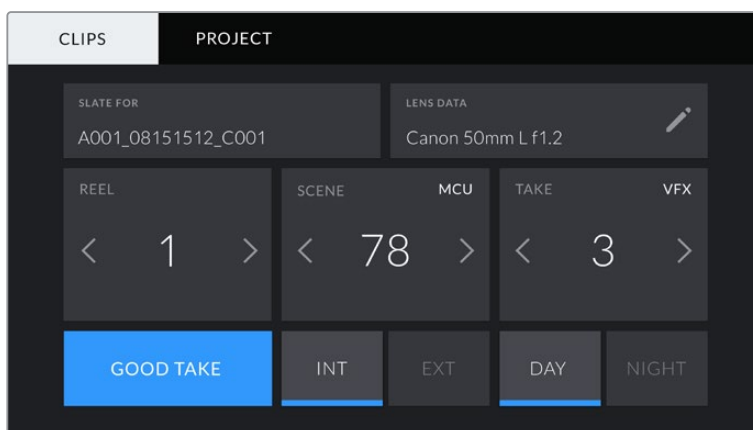 CLIPS PROJECT
SLATE FOR LENS DATA
A001_08151512_C001 Canon 50mm L f1.2
REEL SCENE MCU TAKE VFX
< 1 > < 78 > < 3 >
GOOD TAKE INT EXT DAY NIGHT